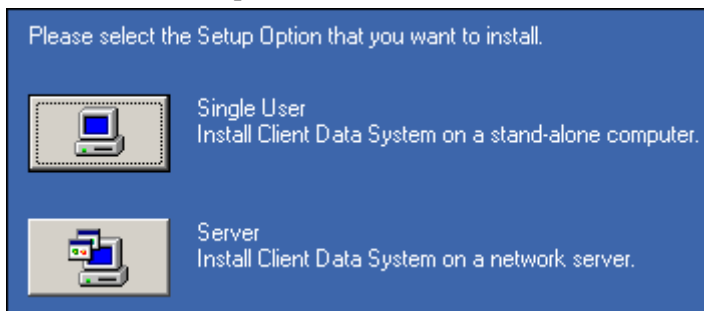 Please select the Setup Option that you want to install.
Single User
Install Client Data System on a stand-alone computer.
Server
Install Client Data System on a network server.